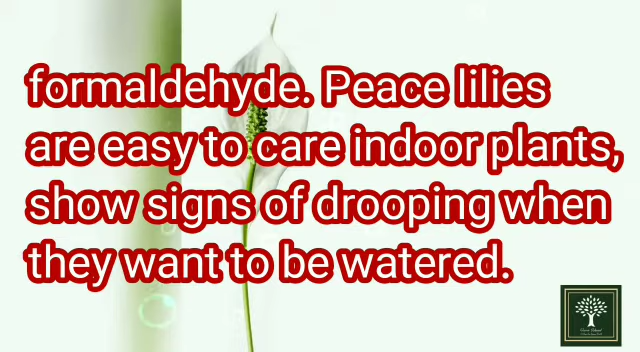 formaldehyde. Peace lilies
are easy to care indoor plants,
show signs of drooping when
they want to be watered.